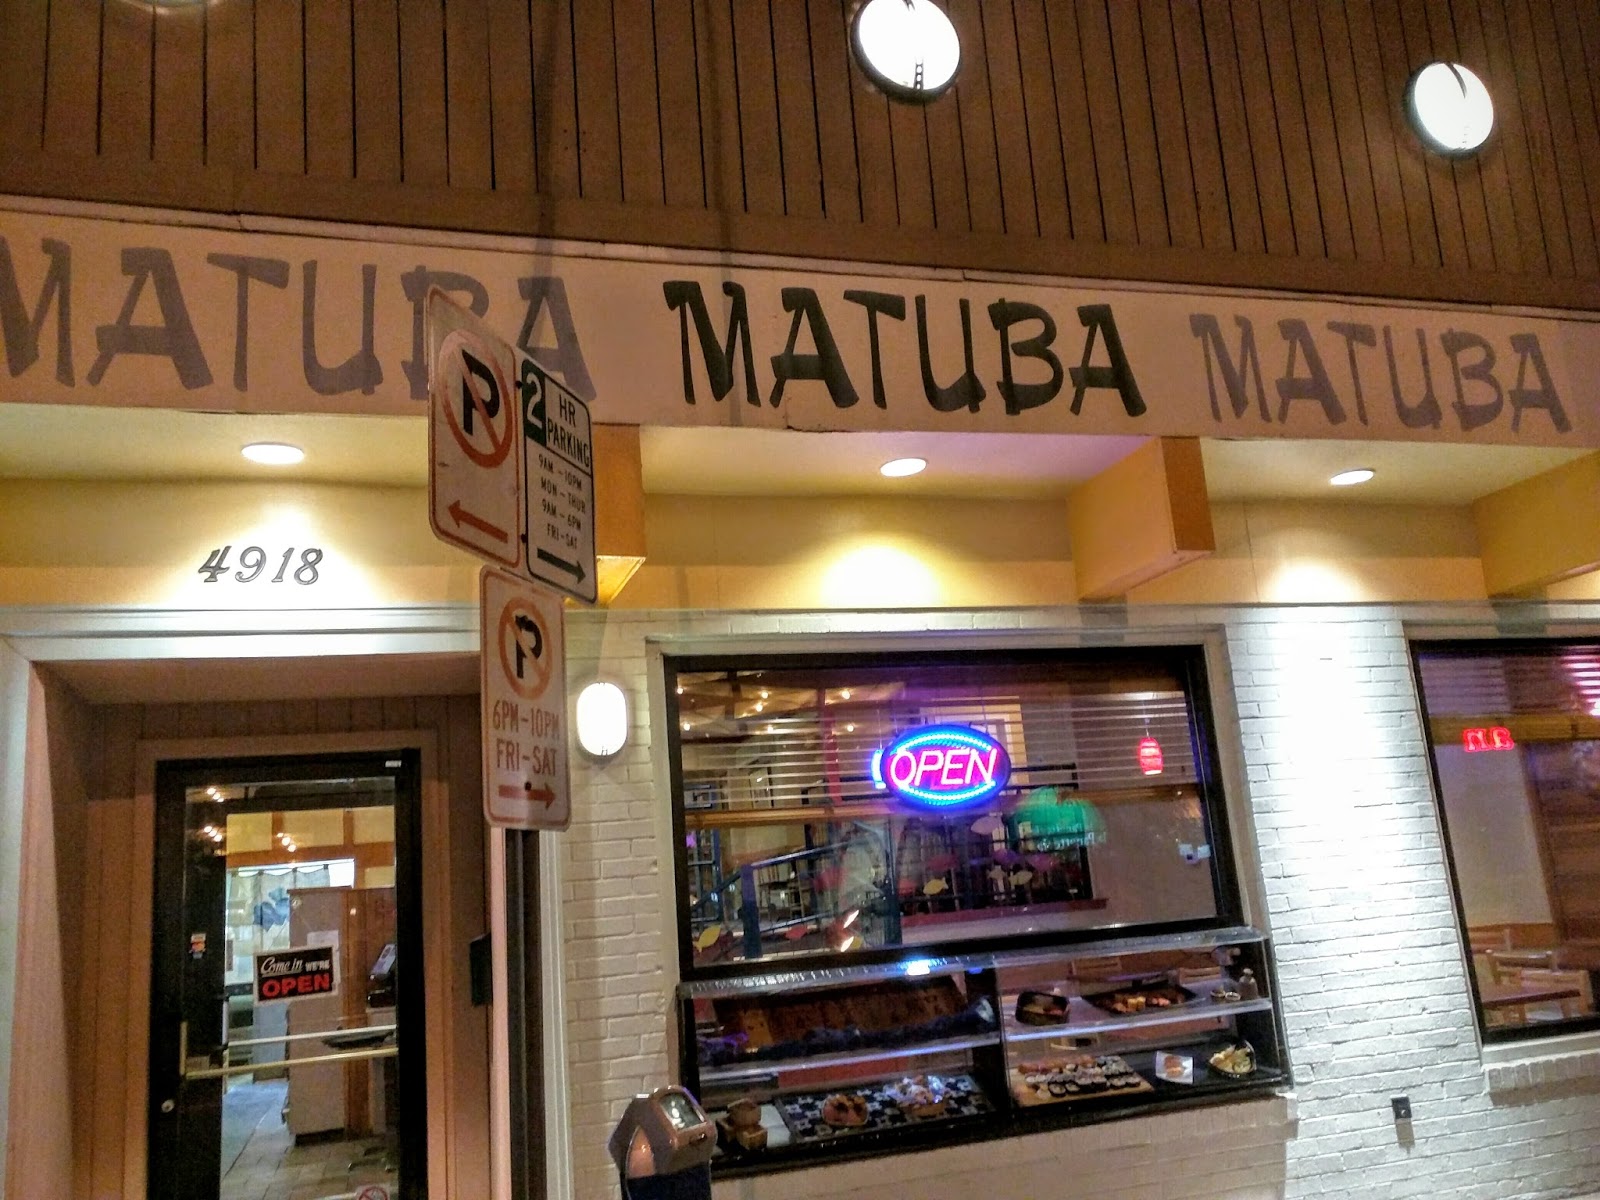 MATUBA MATUBA MATUBA
4918
P
2 HR
PARKING
9AM - 10PM
MON - THUR
9AM - 6PM
FRI - SAT
P
6PM-10PM
FRI-SAT
OPEN
Come in WE'RE
OPEN